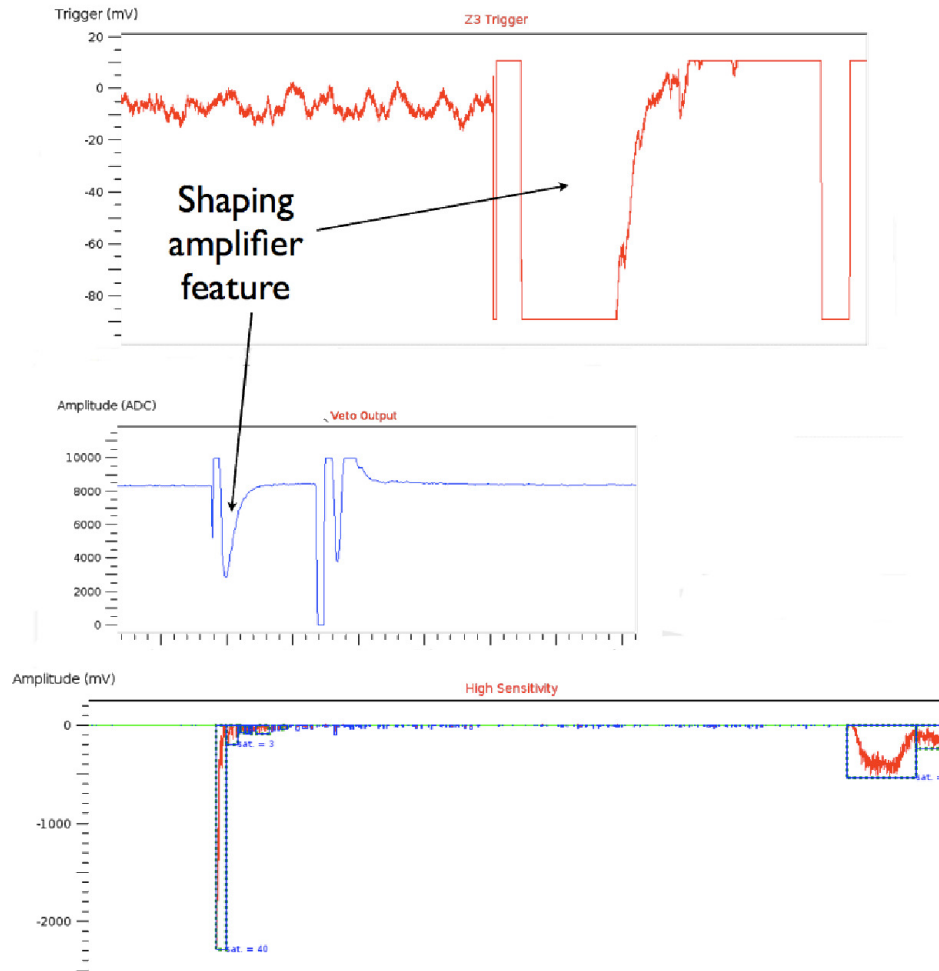 Trigger (mV)
Z3 Trigger
20
0
-20
-40
-60
-80
Shaping
amplifier
feature
Amplitude (ADC)
Veto Output
10000
8000
6000
4000
2000
0
Amplitude (mV)
High Sensitivity
0
sat. = 3
sat. =
-1000
-2000
sat. = 40